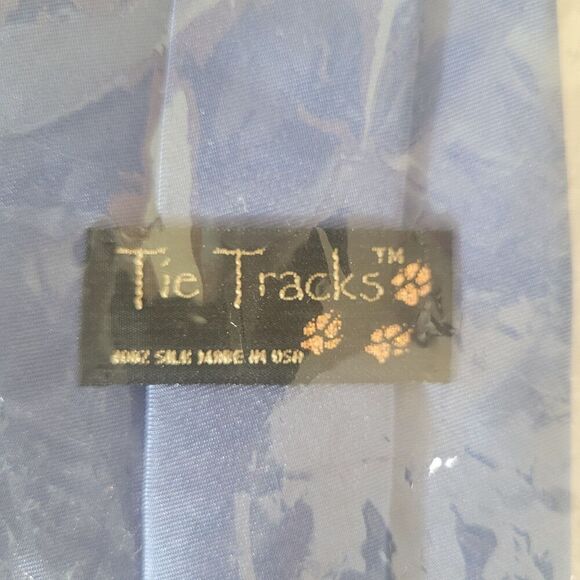 Tie Tracks™
100% SILK MADE IN USA